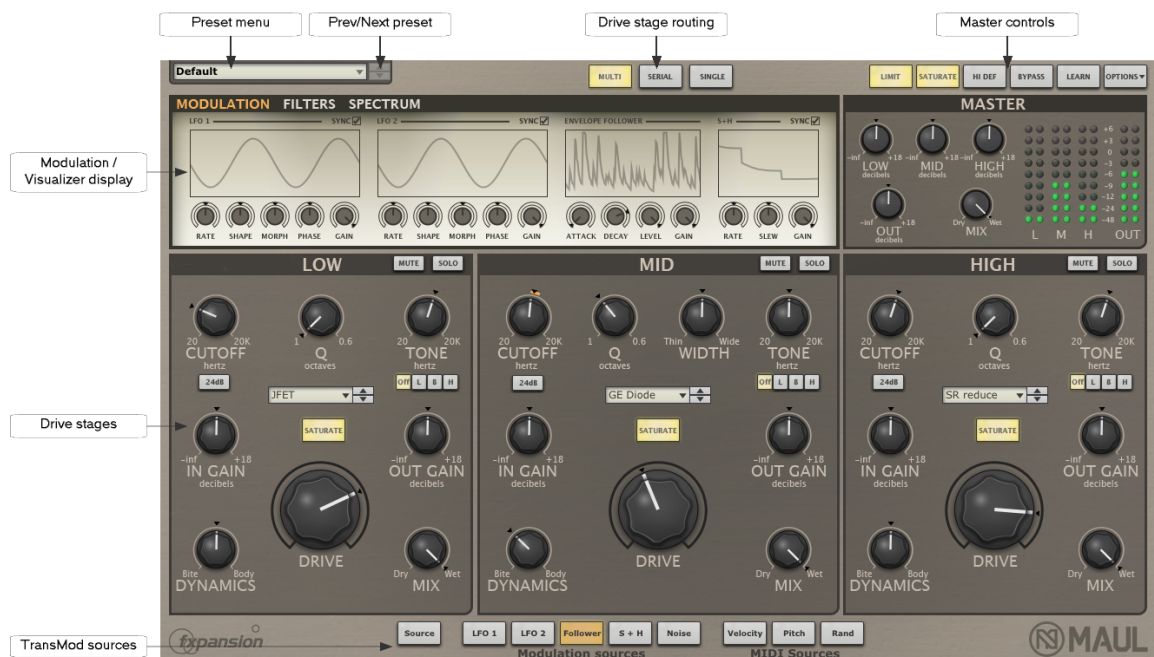 Preset menu
Prev/Next preset
Drive stage routing
Master controls
Default
MULTI SERIAL SINGLE
LIMIT SATURATE HI DEF BYPASS LEARN OPTIONS
MODULATION FILTERS SPECTRUM
MASTER
LFO 1 SYNC LFO 2 SYNC ENVELOPE FOLLOWER S+H SYNC
Modulation /
Visualizer display
RATE SHAPE MORPH PHASE GAIN RATE SHAPE MORPH PHASE GAIN ATTACK DECAY LEVEL GAIN RATE SLEW GAIN
-inf +18 -inf +18 -inf +18
LOW MID HIGH
decibels decibels decibels
-inf +18 Dry Wet
OUT MIX
decibels
+6
+3
0
-3
-6
-9
-12
-24
-48
L M H OUT
LOW MUTE SOLO
MID MUTE SOLO
HIGH MUTE SOLO
20 20K 1 0.6 20 20K
CUTOFF Q TONE
hertz octaves hertz
24dB Off L B H
JFET
SATURATE
-inf +18 -inf +18
IN GAIN OUT GAIN
decibels decibels
DRIVE
Bite Body Dry Wet
DYNAMICS MIX
20 20K 1 0.6 Thin Wide 20 20K
CUTOFF Q WIDTH TONE
hertz octaves hertz
24dB Off L B H
GE Diode
SATURATE
-inf +18 -inf +18
IN GAIN OUT GAIN
decibels decibels
DRIVE
Bite Body Dry Wet
DYNAMICS MIX
20 20K 1 0.6 20 20K
CUTOFF Q TONE
hertz octaves hertz
24dB Off L B H
SR reduce
SATURATE
-inf +18 -inf +18
IN GAIN OUT GAIN
decibels decibels
DRIVE
Bite Body Dry Wet
DYNAMICS MIX
Drive stages
TransMod sources
fxpansion
Source LFO 1 LFO 2 Follower S + H Noise Velocity Pitch Rand
Modulation sources MIDI Sources
MAUL